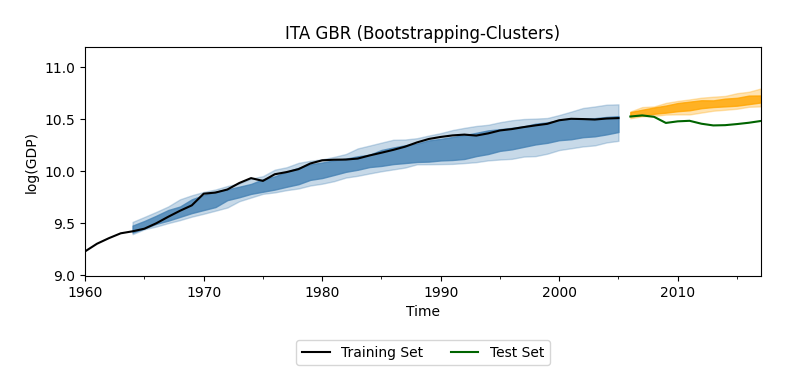 ITA GBR (Bootstrapping-Clusters)
11.0
10.5
10.0
9.5
9.0
log(GDP)
1960 1970 1980 1990 2000 2010
Time
Training Set Test Set